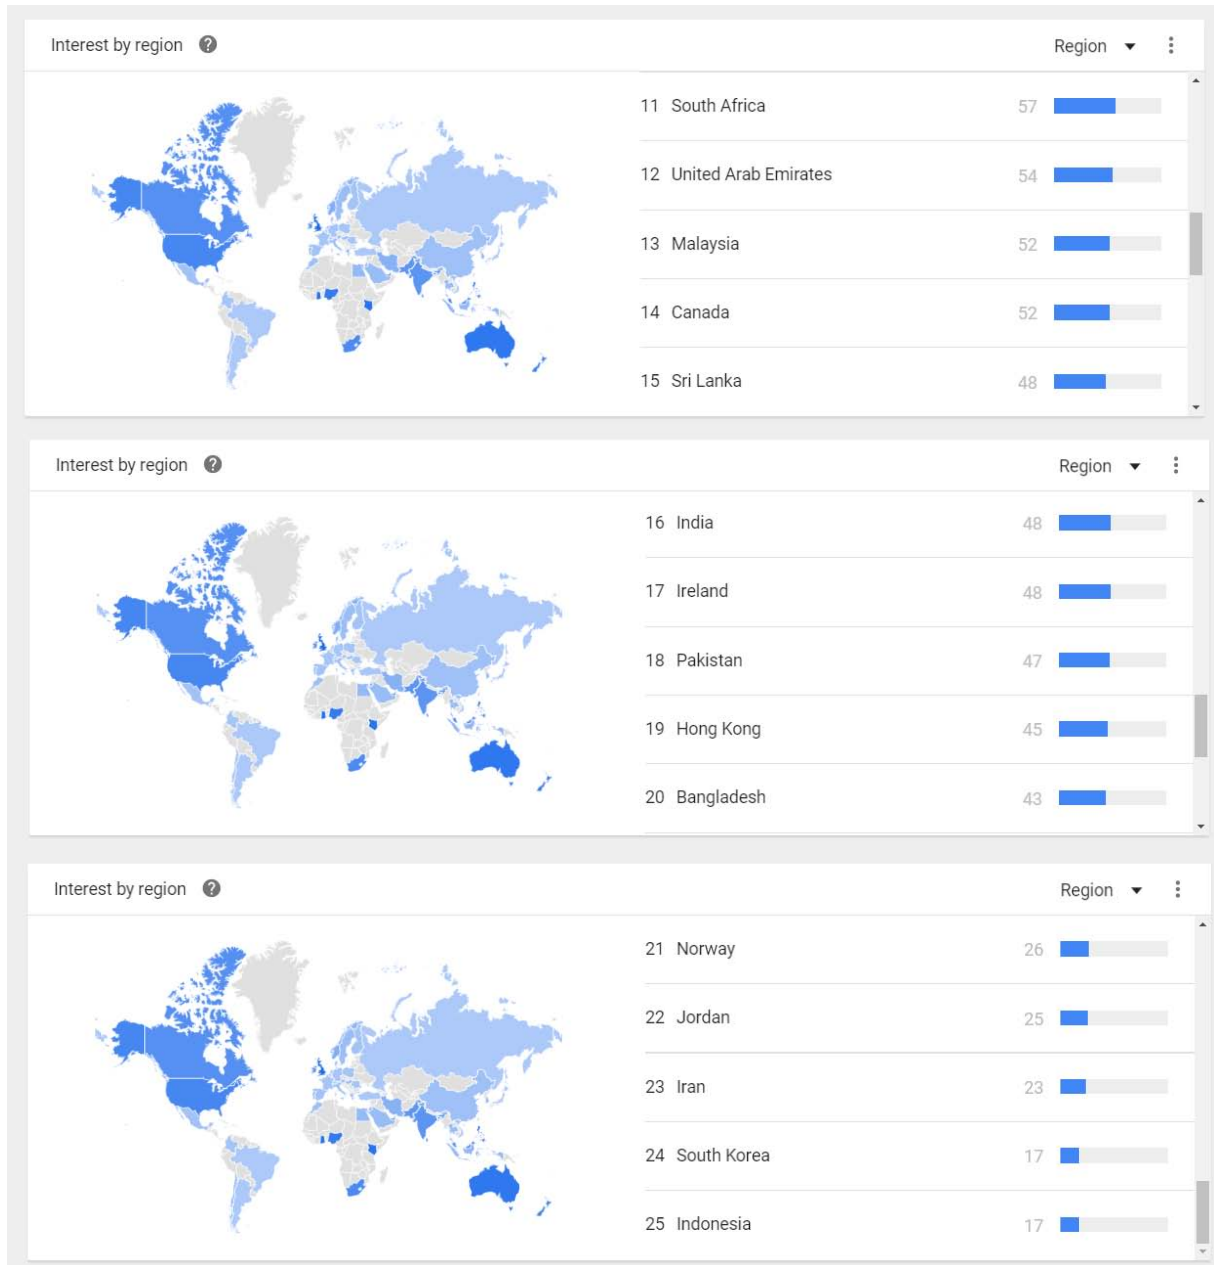 Interest by region
Region
11 South Africa 57
12 United Arab Emirates 54
13 Malaysia 52
14 Canada 52
15 Sri Lanka 48
Interest by region
Region
16 India 48
17 Ireland 48
18 Pakistan 47
19 Hong Kong 45
20 Bangladesh 43
Interest by region
Region
21 Norway 26
22 Jordan 25
23 Iran 23
24 South Korea 17
25 Indonesia 17